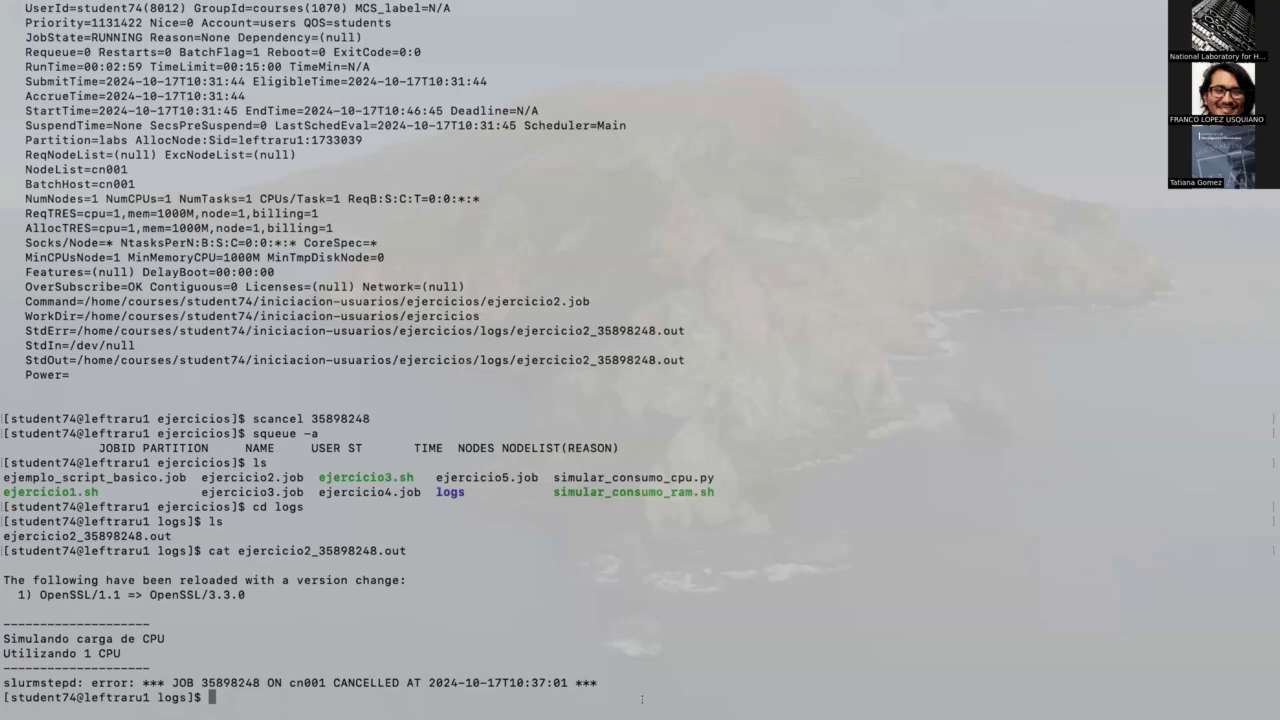 UserId=student74(8012) GroupId=courses(1070) MCS_label=N/A
Priority=1131422 Nice=0 Account=users QOS=students
JobState=RUNNING Reason=None Dependency=(null)
Requeue=0 Restarts=0 BatchFlag=1 Reboot=0 ExitCode=0:0
RunTime=00:02:59 TimeLimit=00:15:00 TimeMin=N/A
SubmitTime=2024-10-17T10:31:44 EligibleTime=2024-10-17T10:31:44
AccrueTime=2024-10-17T10:31:44
StartTime=2024-10-17T10:31:45 EndTime=2024-10-17T10:46:45 Deadline=N/A
SuspendTime=None SecsPreSuspend=0 LastSchedEval=2024-10-17T10:31:45 Scheduler=Main
Partition=labs AllocNode:Sid=leftraru1:1733039
ReqNodeList=(null) ExcNodeList=(null)
NodeList=cn001
BatchHost=cn001
NumNodes=1 NumCPUs=1 NumTasks=1 CPUs/Task=1 ReqB:S:C:T=0:0:*:*
ReqTRES=cpu=1,mem=1000M,node=1,billing=1
AllocTRES=cpu=1,mem=1000M,node=1,billing=1
Socks/Node=* NtasksPerN:B:S:C=0:0:*:* CoreSpec=*
MinCPUsNode=1 MinMemoryCPU=1000M MinTmpDiskNode=0
Features=(null) DelayBoot=00:00:00
OverSubscribe=OK Contiguous=0 Licenses=(null) Network=(null)
Command=/home/courses/student74/iniciacion-usuarios/ejercicios/ejercicio2.job
WorkDir=/home/courses/student74/iniciacion-usuarios/ejercicios
StdErr=/home/courses/student74/iniciacion-usuarios/ejercicios/logs/ejercicio2_35898248.out
StdIn=/dev/null
StdOut=/home/courses/student74/iniciacion-usuarios/ejercicios/logs/ejercicio2_35898248.out
Power=
[student74@leftraru1 ejercicios]$ scancel 35898248
[student74@leftraru1 ejercicios]$ squeue -a
JOBID PARTITION NAME USER ST TIME NODES NODELIST(REASON)
[student74@leftraru1 ejercicios]$ ls
ejemplo_script_basico.job ejercicio2.job ejercicio3.sh ejercicio5.job simular_consumo_cpu.py
ejercicio1.sh ejercicio3.job ejercicio4.job logs simular_consumo_ram.sh
[student74@leftraru1 ejercicios]$ cd logs
[student74@leftraru1 logs]$ ls
ejercicio2_35898248.out
[student74@leftraru1 logs]$ cat ejercicio2_35898248.out
The following have been reloaded with a version change:
1) OpenSSL/1.1 => OpenSSL/3.3.0
--------------------
Simulando carga de CPU
Utilizando 1 CPU
--------------------
slurmstepd: error: *** JOB 35898248 ON cn001 CANCELLED AT 2024-10-17T10:37:01 ***
[student74@leftraru1 logs]$
National Laboratory for H...
FRANCO LOPEZ USQUIANO
Tatiana Gomez